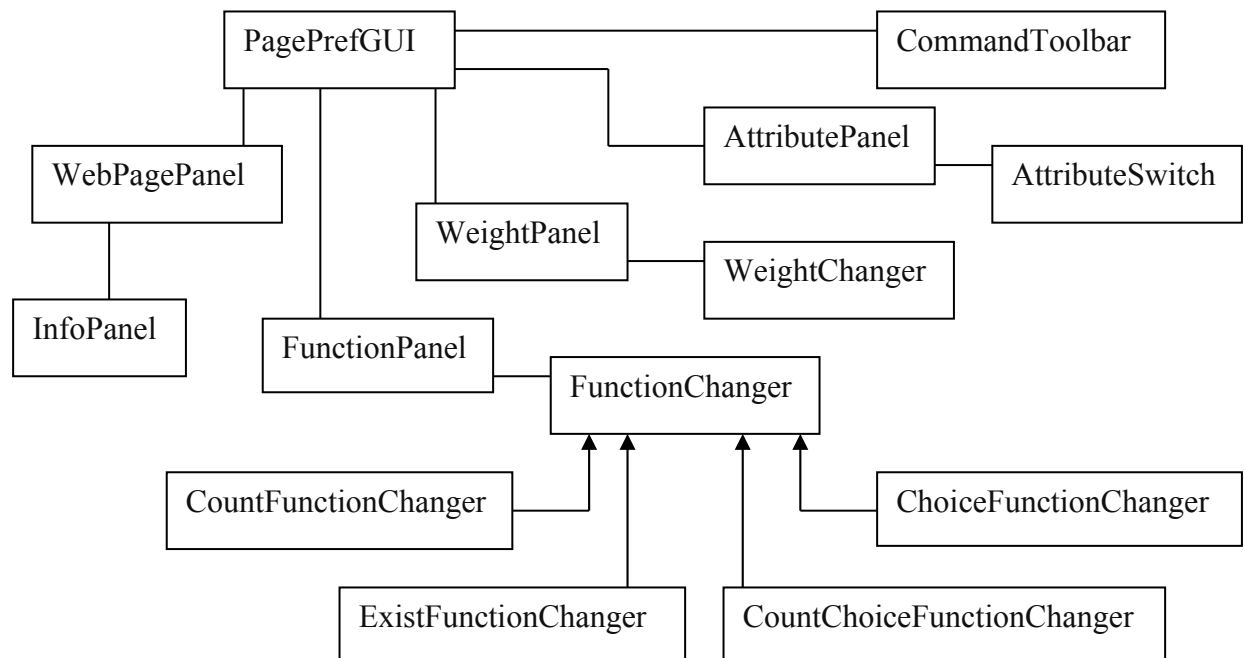 PagePrefGUI
CommandToolbar
AttributePanel
WebPagePanel
AttributeSwitch
WeightPanel
WeightChanger
InfoPanel
FunctionPanel
FunctionChanger
CountFunctionChanger
ChoiceFunctionChanger
ExistFunctionChanger
CountChoiceFunctionChanger